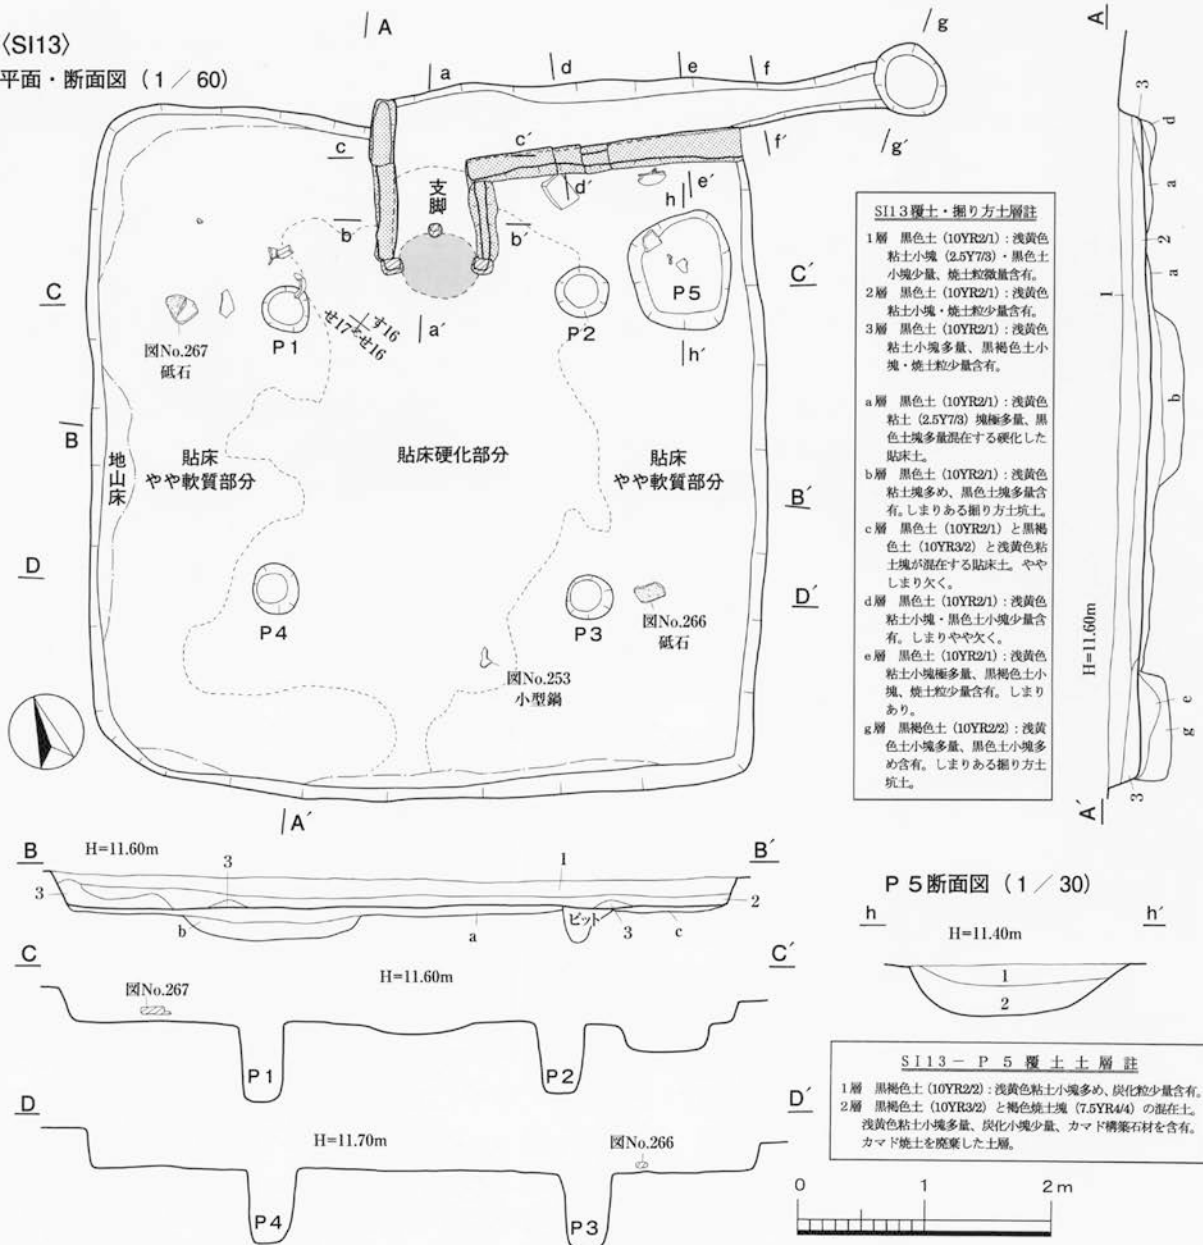 〈SI13〉
平面・断面図（1／60）
A
a
d
e
f
g
c
c′
d′
e′
f′
g′
支脚
b
b′
h
C
C′
P1
P2
P5
せ17 す16
せ16
a′
h′
図No.267
砥石
B
地山床
貼床
やや軟質部分
貼床硬化部分
貼床
やや軟質部分
B′
D
D′
P4
P3
図No.266
砥石
図No.253
小型鍋
A′
SI13覆土・掘り方土層註
1層 黒色土（10YR2/1）：浅黄色
粘土小塊（2.5Y7/3）・黒色土
小塊少量、焼土粒微量含有。
2層 黒色土（10YR2/1）：浅黄色
粘土小塊・焼土粒少量含有。
3層 黒色土（10YR2/1）：浅黄色
粘土小塊多量、黒褐色土小
塊・焼土粒少量含有。
a層 黒色土（10YR2/1）：浅黄色
粘土（2.5Y7/3）塊極多量、黒
色土塊多量混在する硬化した
貼床土。
b層 黒色土（10YR2/1）：浅黄色
粘土塊多め、黒色土塊多量含
有。しまりある掘り方土坑土。
c層 黒色土（10YR2/1）と黒褐
色土（10YR3/2）と浅黄色粘
土塊が混在する貼床土。やや
しまり欠く。
d層 黒色土（10YR2/1）：浅黄色
粘土小塊・黒色土小塊少量含
有。しまりやや欠く。
e層 黒色土（10YR2/1）：浅黄色
粘土小塊極多量、黒褐色土小
塊、焼土粒少量含有。しまり
あり。
g層 黒褐色土（10YR2/2）：浅黄
色土小塊多量、黒色土小塊多
め含有。しまりある掘り方土
坑土。
A
3
d
a
2
a
1
b
H=11.60m
e
g
3
A′
B
H=11.60m
3
1
B′
3
2
b
a
ピット
3
c
C
H=11.60m
C′
図No.267
P1
P2
D
H=11.70m
D′
図No.266
P4
P3
P5断面図（1／30）
h
H=11.40m
h′
1
2
SI13－P5覆土土層註
1層 黒褐色土（10YR2/2）：浅黄色粘土小塊多め、炭化粒少量含有。
2層 黒褐色土（10YR3/2）と褐色焼土塊（7.5YR4/4）の混在土。
浅黄色粘土小塊多量、炭化小塊少量、カマド構築石材を含有。
カマド焼土を廃棄した土層。
0 1 2m